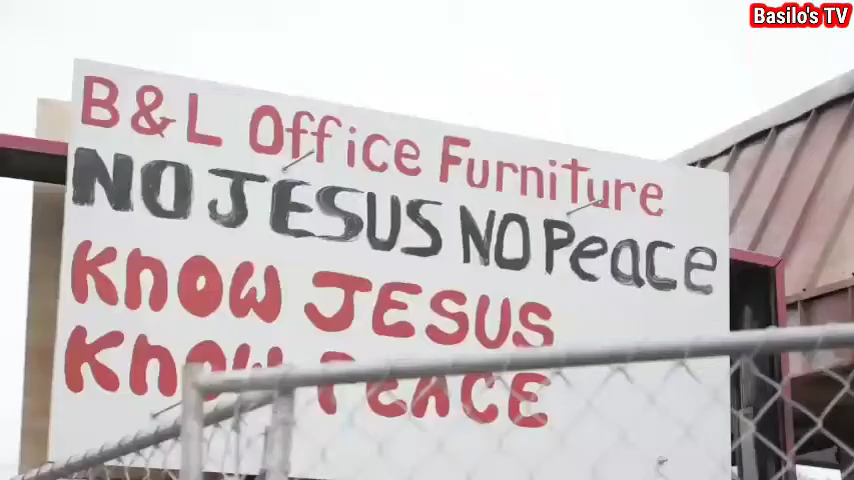 Basilo's TV
B&L Office Furniture
NO JESUS NO Peace
Know JESUS
Know PEACE